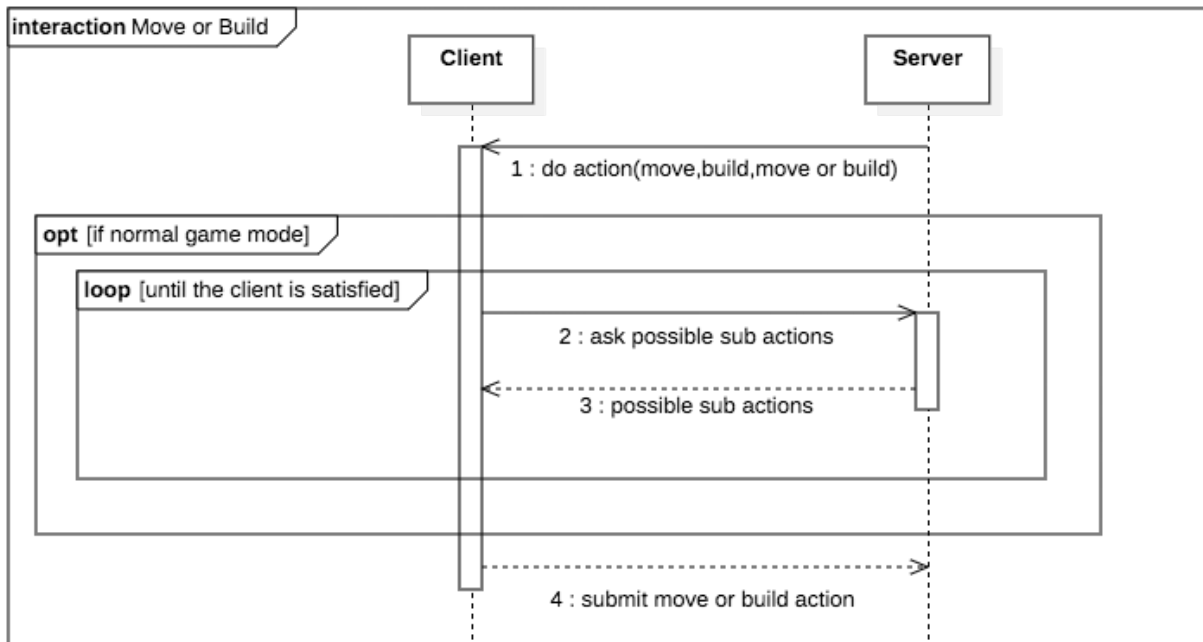 interaction Move or Build
Client
Server
1 : do action(move,build,move or build)
opt [if normal game mode]
loop [until the client is satisfied]
2 : ask possible sub actions
3 : possible sub actions
4 : submit move or build action